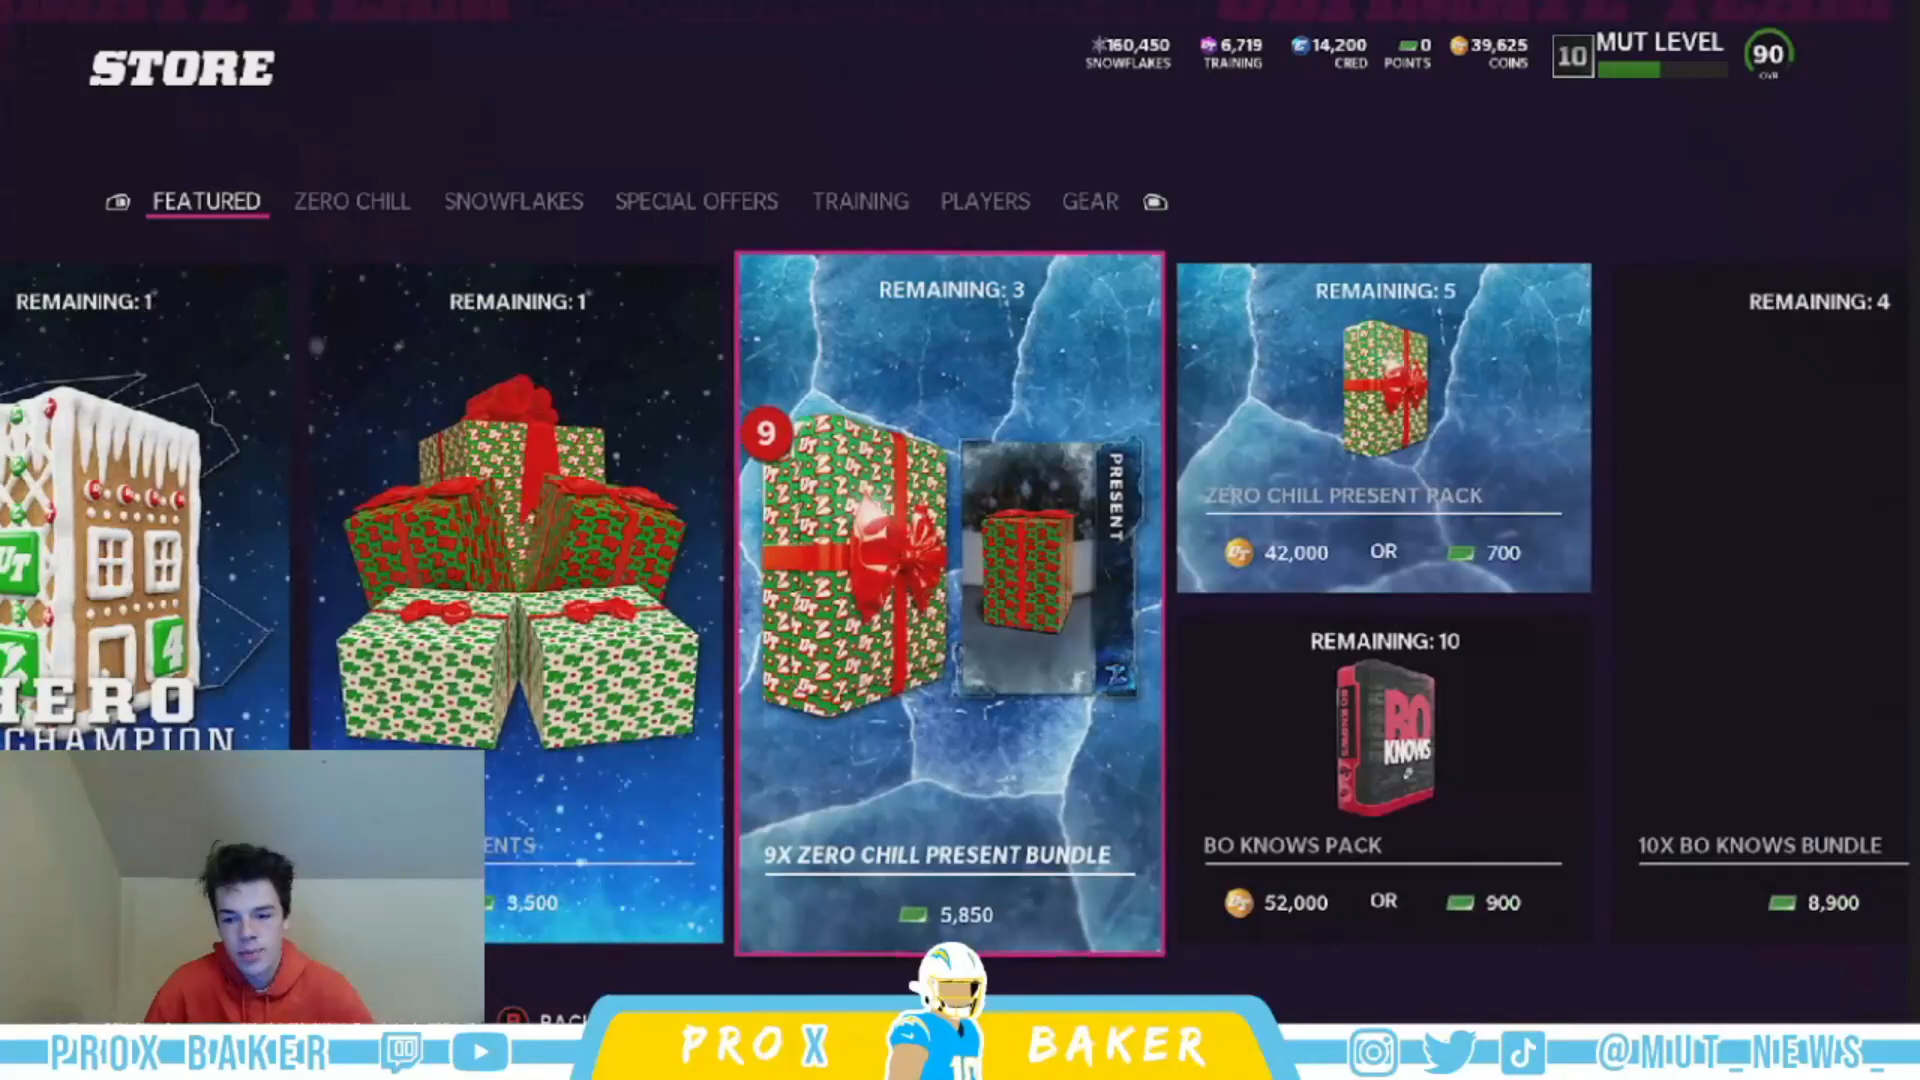 STORE
160,450 SNOWFLAKES
6,719 TRAINING
14,200 CRED
0 POINTS
39,625 COINS
10 MUT LEVEL
90 OVR
FEATURED ZERO CHILL SNOWFLAKES SPECIAL OFFERS TRAINING PLAYERS GEAR
REMAINING: 1
HERO
CHAMPION
REMAINING: 1
ENTS
3,500
REMAINING: 3
9
PRESENT
9X ZERO CHILL PRESENT BUNDLE
5,850
REMAINING: 5
ZERO CHILL PRESENT PACK
42,000 OR 700
REMAINING: 10
BO KNOWS
BO KNOWS PACK
52,000 OR 900
REMAINING: 4
10X BO KNOWS BUNDLE
8,900
PROX BAKER
PRO X BAKER
@MUT_NEWS_